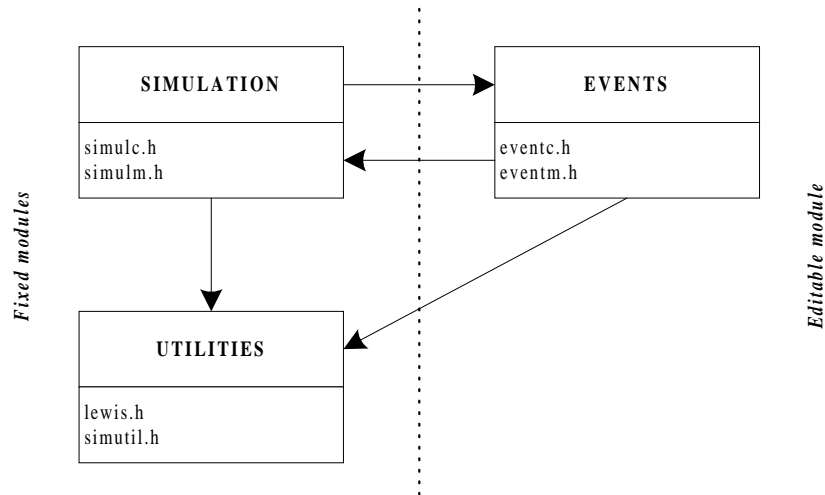 SIMULATION
simulc.h
simulm.h
EVENTS
eventc.h
eventm.h
Fixed modules
Editable module
UTILITIES
lewis.h
simutil.h